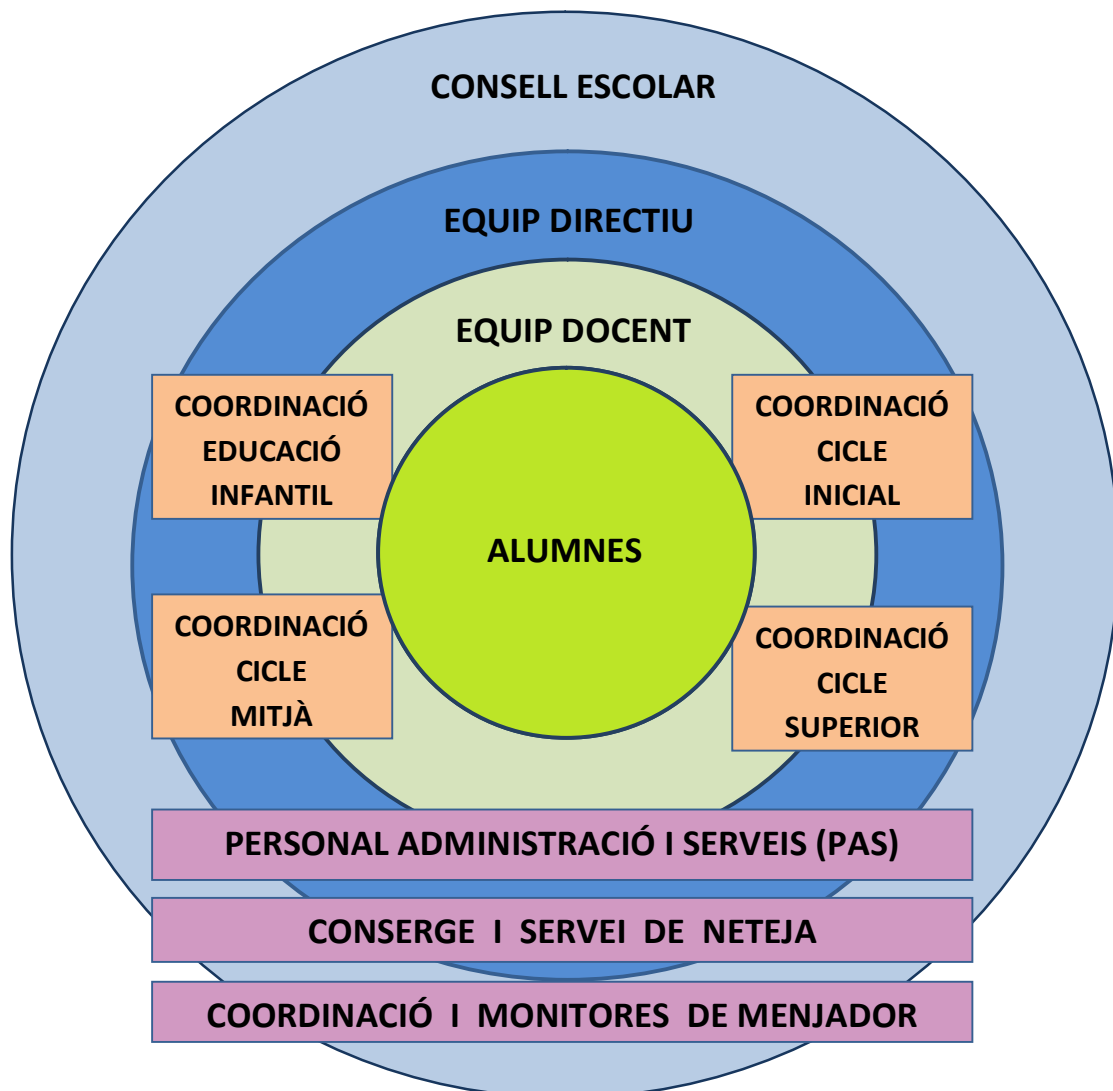 CONSELL ESCOLAR
EQUIP DIRECTIU
EQUIP DOCENT
COORDINACIÓ
EDUCACIÓ
INFANTIL
COORDINACIÓ
CICLE
INICIAL
ALUMNES
COORDINACIÓ
CICLE
MITJÀ
COORDINACIÓ
CICLE
SUPERIOR
PERSONAL ADMINISTRACIÓ I SERVEIS (PAS)
CONSERGE I SERVEI DE NETEJA
COORDINACIÓ I MONITORES DE MENJADOR